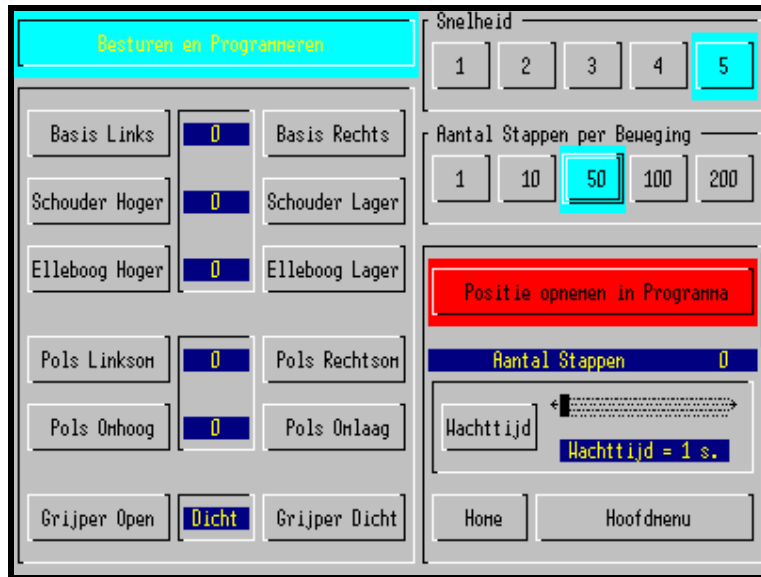 Besturen en Programmeren
Basis Links 0 Basis Rechts
Schouder Hoger 0 Schouder Lager
Elleboog Hoger 0 Elleboog Lager
Pols Linksom 0 Pols Rechtsom
Pols Omhoog 0 Pols Omlaag
Grijper Open Dicht Grijper Dicht
Snelheid
1 2 3 4 5
Aantal Stappen per Beweging
1 10 50 100 200
Positie opnemen in Programma
Aantal Stappen 0
Wachttijd
Wachttijd = 1 s.
Home Hoofdmenu